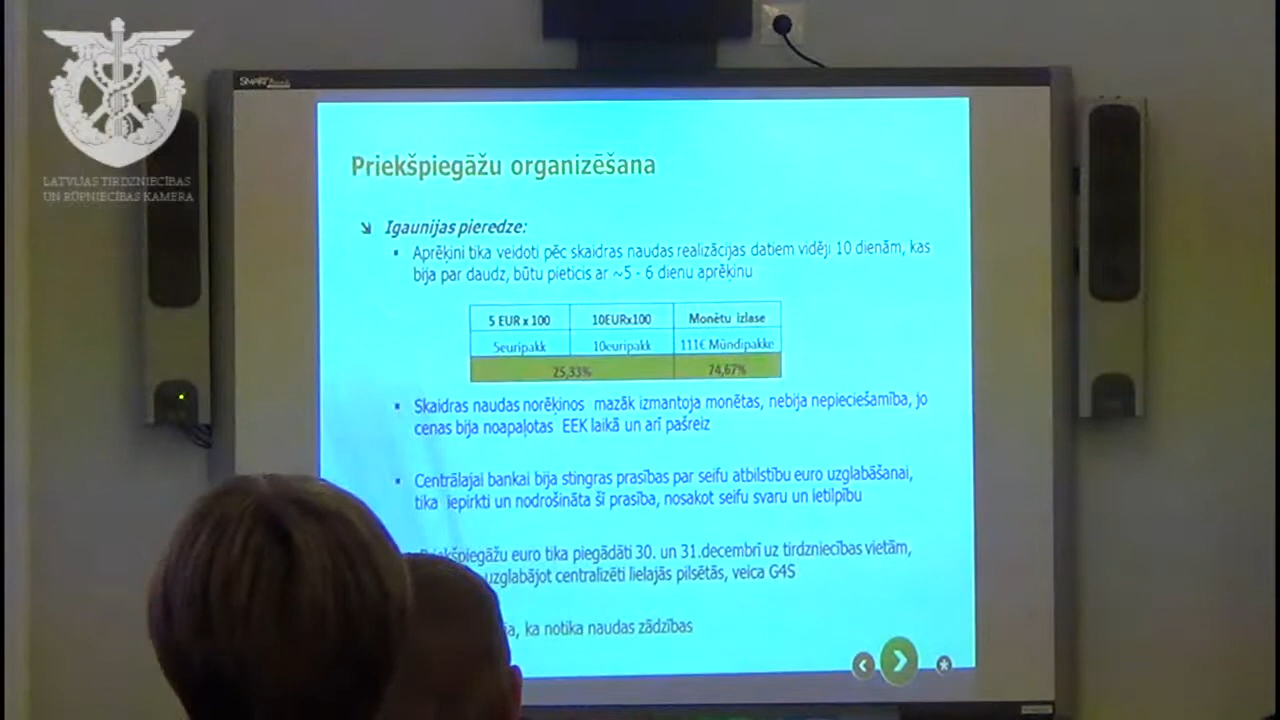 SMART
LATVIJAS TIRDZNIECĪBAS
UN RŪPNIECĪBAS KAMERA
Priekšpiegāžu organizēšana
Igaunijas pieredze:
Aprēķini tika veidoti pēc skaidras naudas realizācijas datiem vidēji 10 dienām, kas
bija par daudz, būtu pieticis ar ~5 - 6 dienu aprēķinu
5 EUR x 100 10EURx100 Monētu izlase
5euripakk 10euripakk 111€ Mündipakke
25,33% 74,67%
Skaidras naudas norēķinos mazāk izmantoja monētas, nebija nepieciešamība, jo
cenas bija noapaļotas EEK laikā un arī pašreiz
Centrālajai bankai bija stingras prasības par seifu atbilstību euro uzglabāšanai,
tika iepirkti un nodrošināta šī prasība, nosakot seifu svaru un ietilpību
euro tika piegādāti 30. un 31.decembrī uz tirdzniecības vietām,
uzglabājot centralizēti lielajās pilsētās, veica G4S
ka notika naudas zādzības